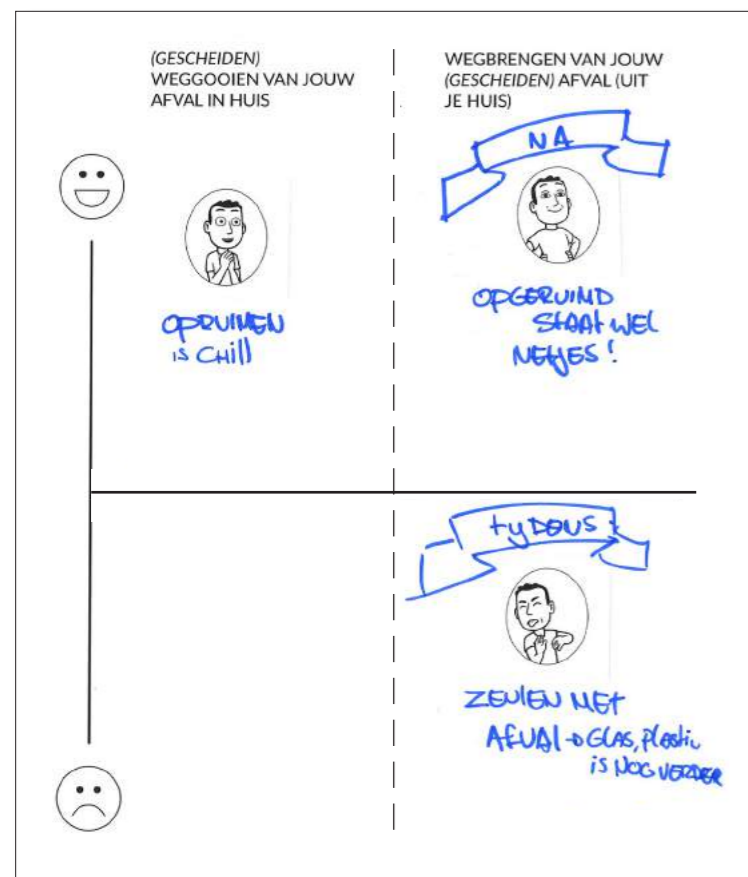 (GESCHEIDEN)
WEGGOOIEN VAN JOUW
AFVAL IN HUIS
WEGBRENGEN VAN JOUW
(GESCHEIDEN) AFVAL (UIT
JE HUIS)
NA
OPRUIMEN
IS CHill
OPGERUIMD
STAAT WEL
NETJES!
tyDENS
ZEULEN MET
AFVAL → GLAS, Plastic
iS NOG VERDER